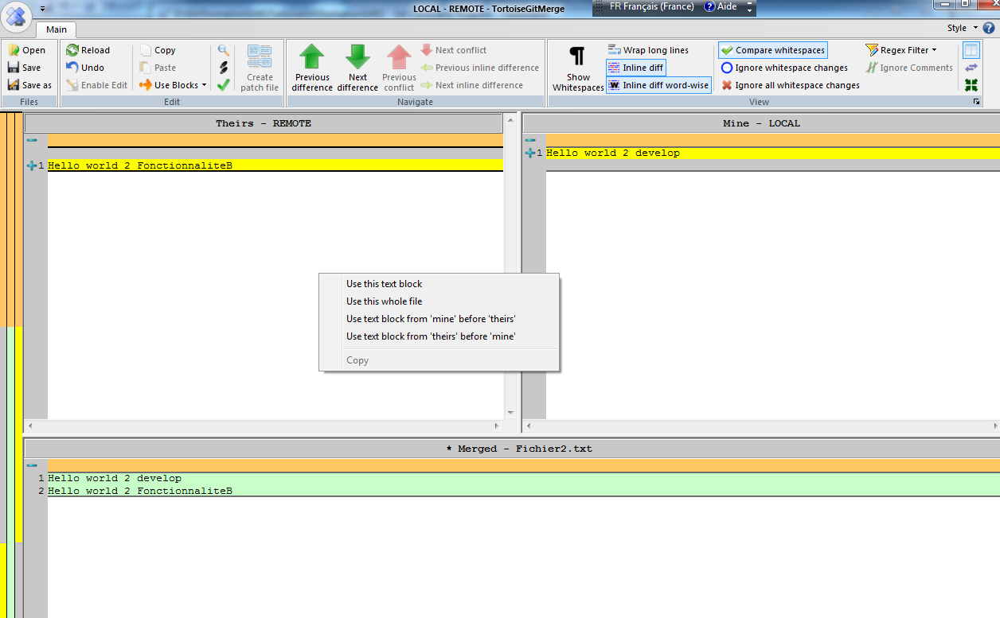 LOCAL - REMOTE - TortoiseGitMerge
FR Français (France)
Aide
Main
Style
Open
Save
Save as
Files
Reload
Undo
Enable Edit
Copy
Paste
Use Blocks
Create patch file
Edit
Previous difference
Next difference
Previous conflict
Next conflict
Previous inline difference
Next inline difference
Navigate
Show Whitespaces
Wrap long lines
Inline diff
Inline diff word-wise
Compare whitespaces
Ignore whitespace changes
Ignore all whitespace changes
Regex Filter
Ignore Comments
View
Theirs - REMOTE
1 Hello world 2 FonctionnaliteB
Mine - LOCAL
1 Hello world 2 develop
Use this text block
Use this whole file
Use text block from 'mine' before 'theirs'
Use text block from 'theirs' before 'mine'
Copy
* Merged - Fichier2.txt
1 Hello world 2 develop
2 Hello world 2 FonctionnaliteB